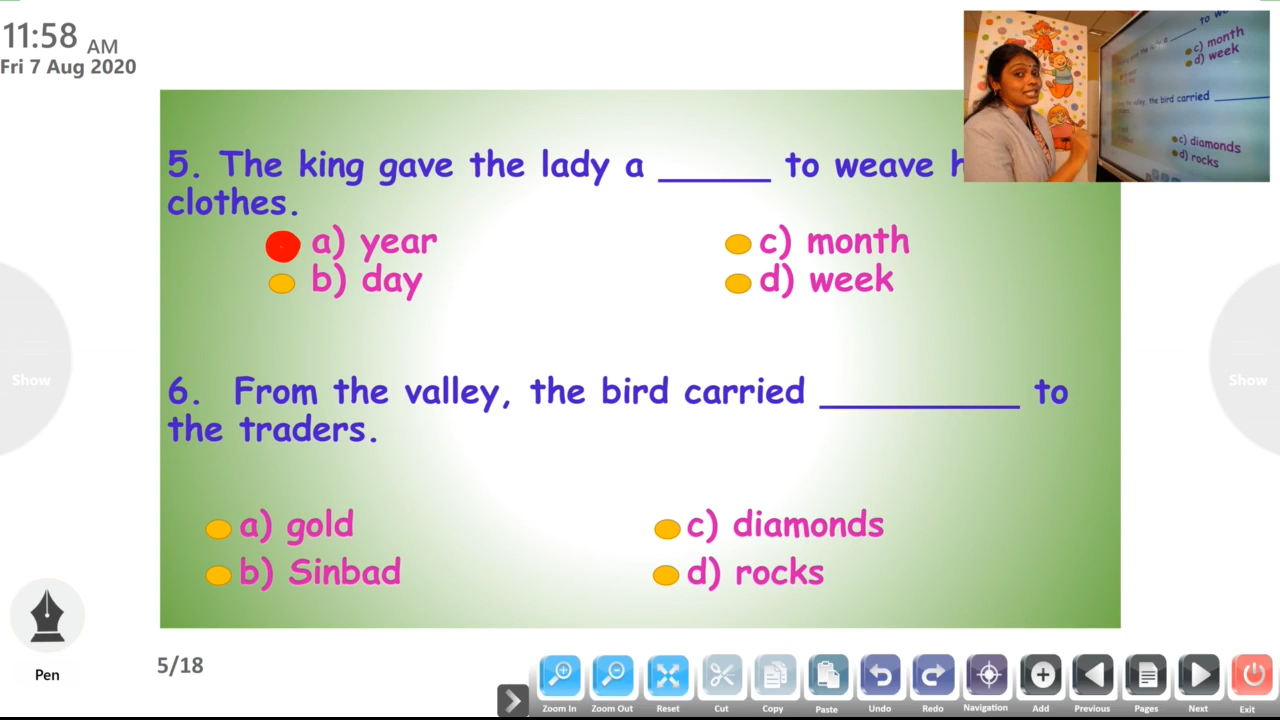 11:58 AM
Fri 7 Aug 2020
5. The king gave the lady a ______ to weave h
clothes.
a) year
c) month
b) day
d) week
6. From the valley, the bird carried __________ to
the traders.
a) gold
c) diamonds
b) Sinbad
d) rocks
to we
c) month
d) week
the bird carried
c) diamonds
d) rocks
Show
Show
Pen
5/18
Zoom In
Zoom Out
Reset
Cut
Copy
Paste
Undo
Redo
Navigation
Add
Previous
Pages
Next
Exit